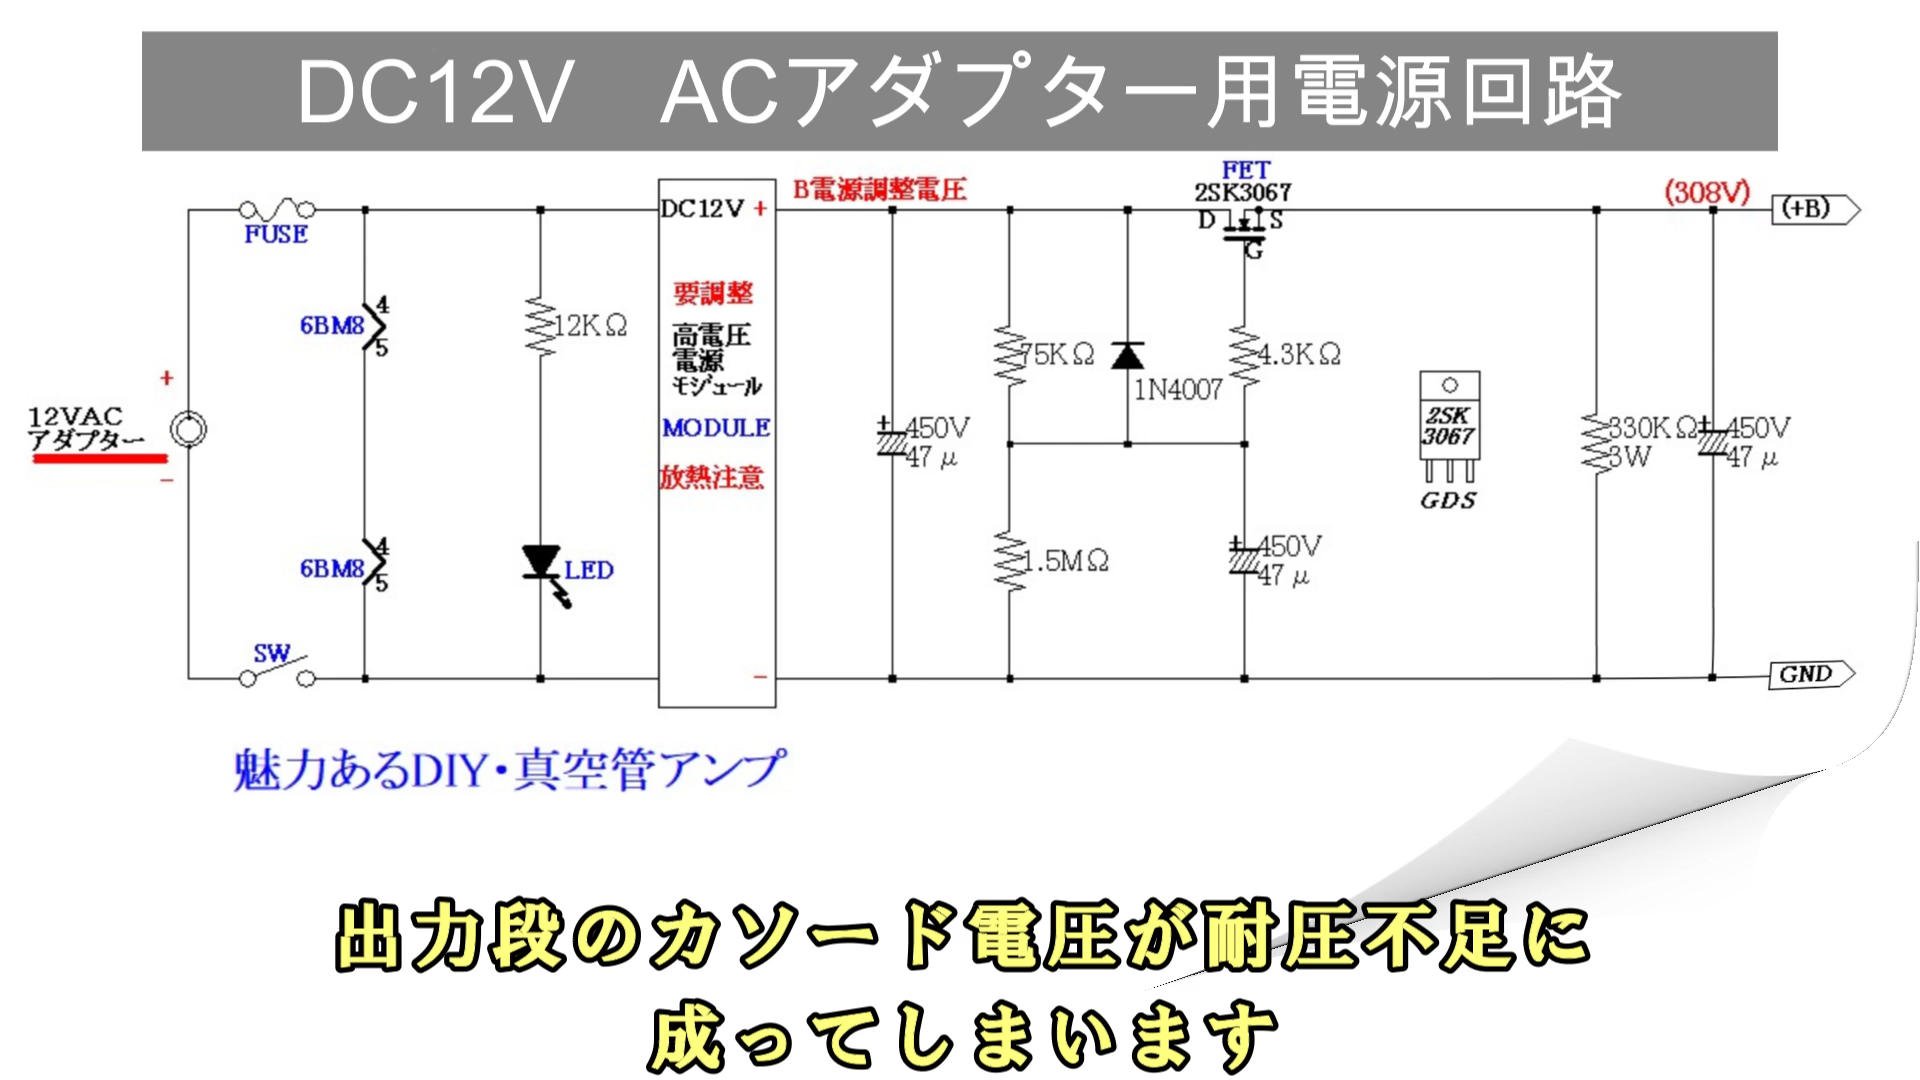 DC12V　ACアダプター用電源回路
FUSE
6BM8
4
5
6BM8
4
5
12KΩ
LED
SW
12VAC
アダプター
+
−
DC12V +
要調整
高電圧
電源
モジュール
MODULE
放熱注意
−
B電源調整電圧
+ 450V
47μ
75KΩ
1.5MΩ
1N4007
FET
2SK3067
D S
G
4.3KΩ
+ 450V
47μ
2SK
3067
GDS
330KΩ
3W
+ 450V
47μ
(308V)
(+B)
GND
魅力あるDIY・真空管アンプ
出力段のカソード電圧が耐圧不足に
成ってしまいます